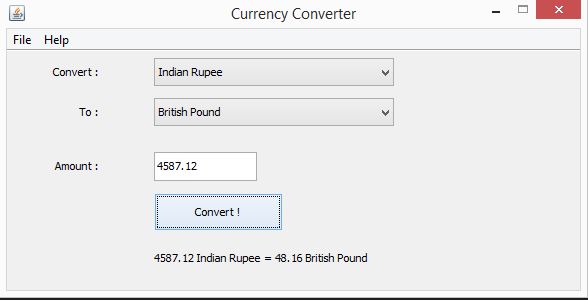 Currency Converter
File Help
Convert : Indian Rupee
To : British Pound
Amount : 4587.12
Convert !
4587.12 Indian Rupee = 48.16 British Pound